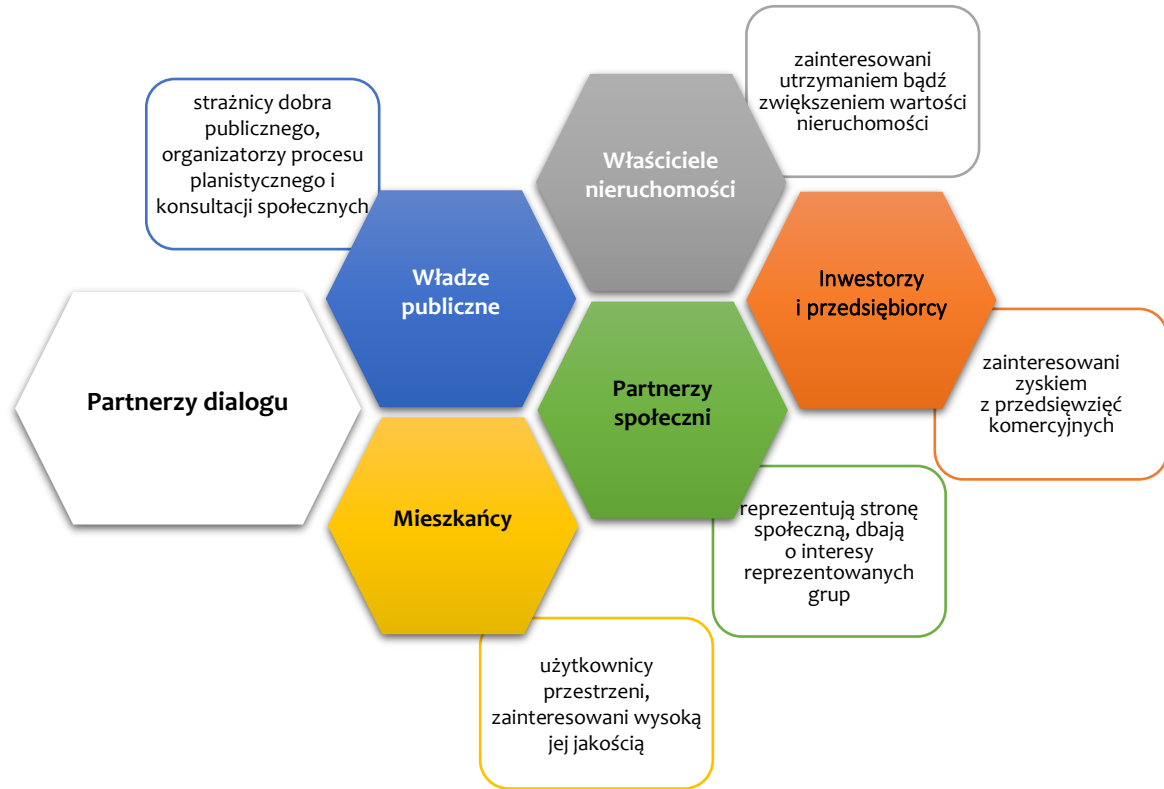 zainteresowani
utrzymaniem bądź
zwiększeniem wartości
nieruchomości
strażnicy dobra
publicznego,
organizatorzy procesu
planistycznego i
konsultacji społecznych
Właściciele
nieruchomości
Władze
publiczne
Inwestorzy
i przedsiębiorcy
zainteresowani
zyskiem
z przedsięwzięć
komercyjnych
Partnerzy dialogu
Partnerzy
społeczni
Mieszkańcy
reprezentują stronę
społeczną, dbają
o interesy
reprezentowanych
grup
użytkownicy
przestrzeni,
zainteresowani wysoką
jej jakością